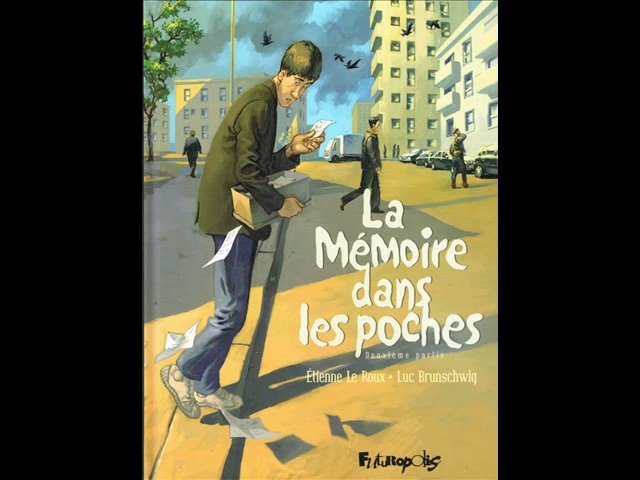 La
Mémoire
dans
les poches
Deuxième partie
Étienne Le Roux • Luc Brunschwig
Futuropolis